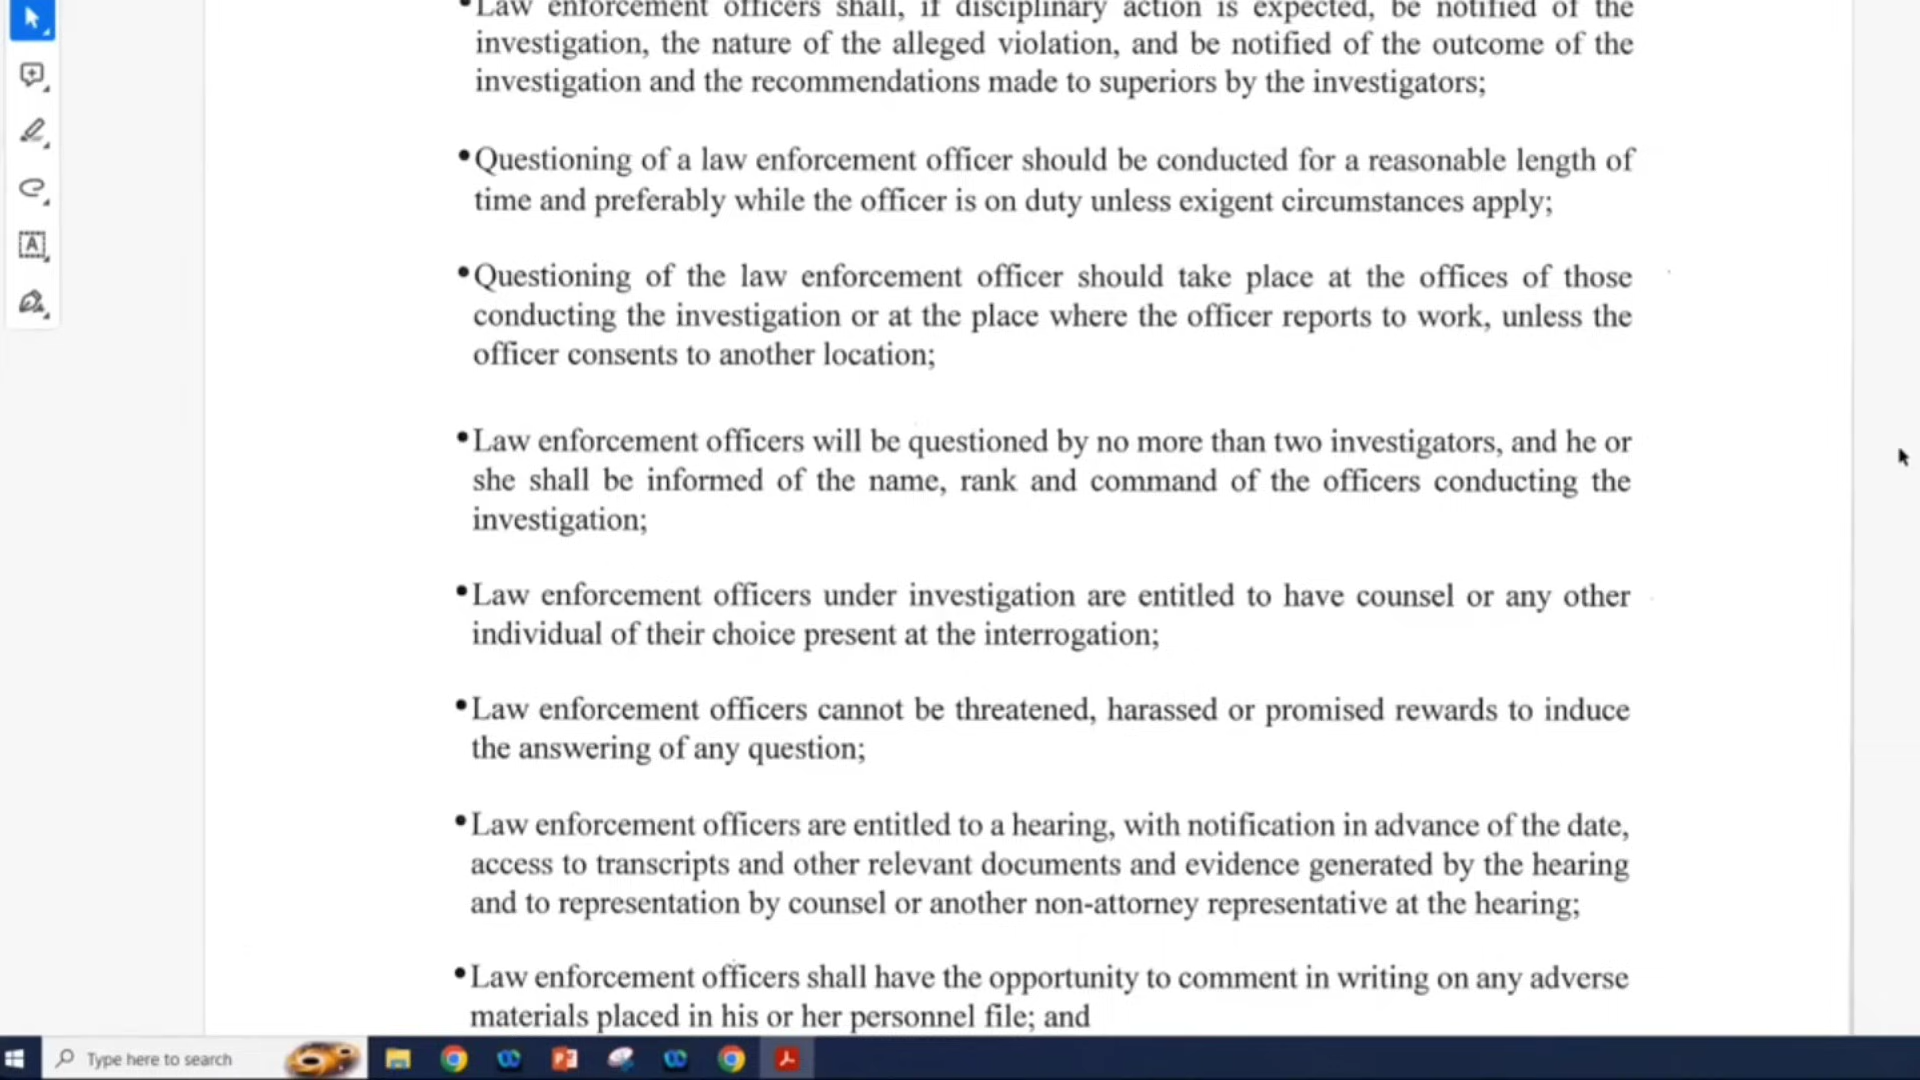 •Law enforcement officers shall, if disciplinary action is expected, be notified of the
investigation, the nature of the alleged violation, and be notified of the outcome of the
investigation and the recommendations made to superiors by the investigators;
•Questioning of a law enforcement officer should be conducted for a reasonable length of
time and preferably while the officer is on duty unless exigent circumstances apply;
•Questioning of the law enforcement officer should take place at the offices of those
conducting the investigation or at the place where the officer reports to work, unless the
officer consents to another location;
•Law enforcement officers will be questioned by no more than two investigators, and he or
she shall be informed of the name, rank and command of the officers conducting the
investigation;
•Law enforcement officers under investigation are entitled to have counsel or any other
individual of their choice present at the interrogation;
•Law enforcement officers cannot be threatened, harassed or promised rewards to induce
the answering of any question;
•Law enforcement officers are entitled to a hearing, with notification in advance of the date,
access to transcripts and other relevant documents and evidence generated by the hearing
and to representation by counsel or another non-attorney representative at the hearing;
•Law enforcement officers shall have the opportunity to comment in writing on any adverse
materials placed in his or her personnel file; and
Type here to search